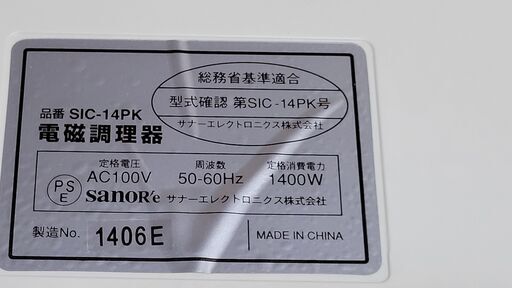 総務省基準適合
型式確認 第SIC-14PK号
サナーエレクトロニクス株式会社
品番 SIC-14PK
電磁調理器
定格電圧 周波数 定格消費電力
AC100V 50-60Hz 1400W
PSE sanoRe サナーエレクトロニクス株式会社
製造No. 1406E MADE IN CHINA